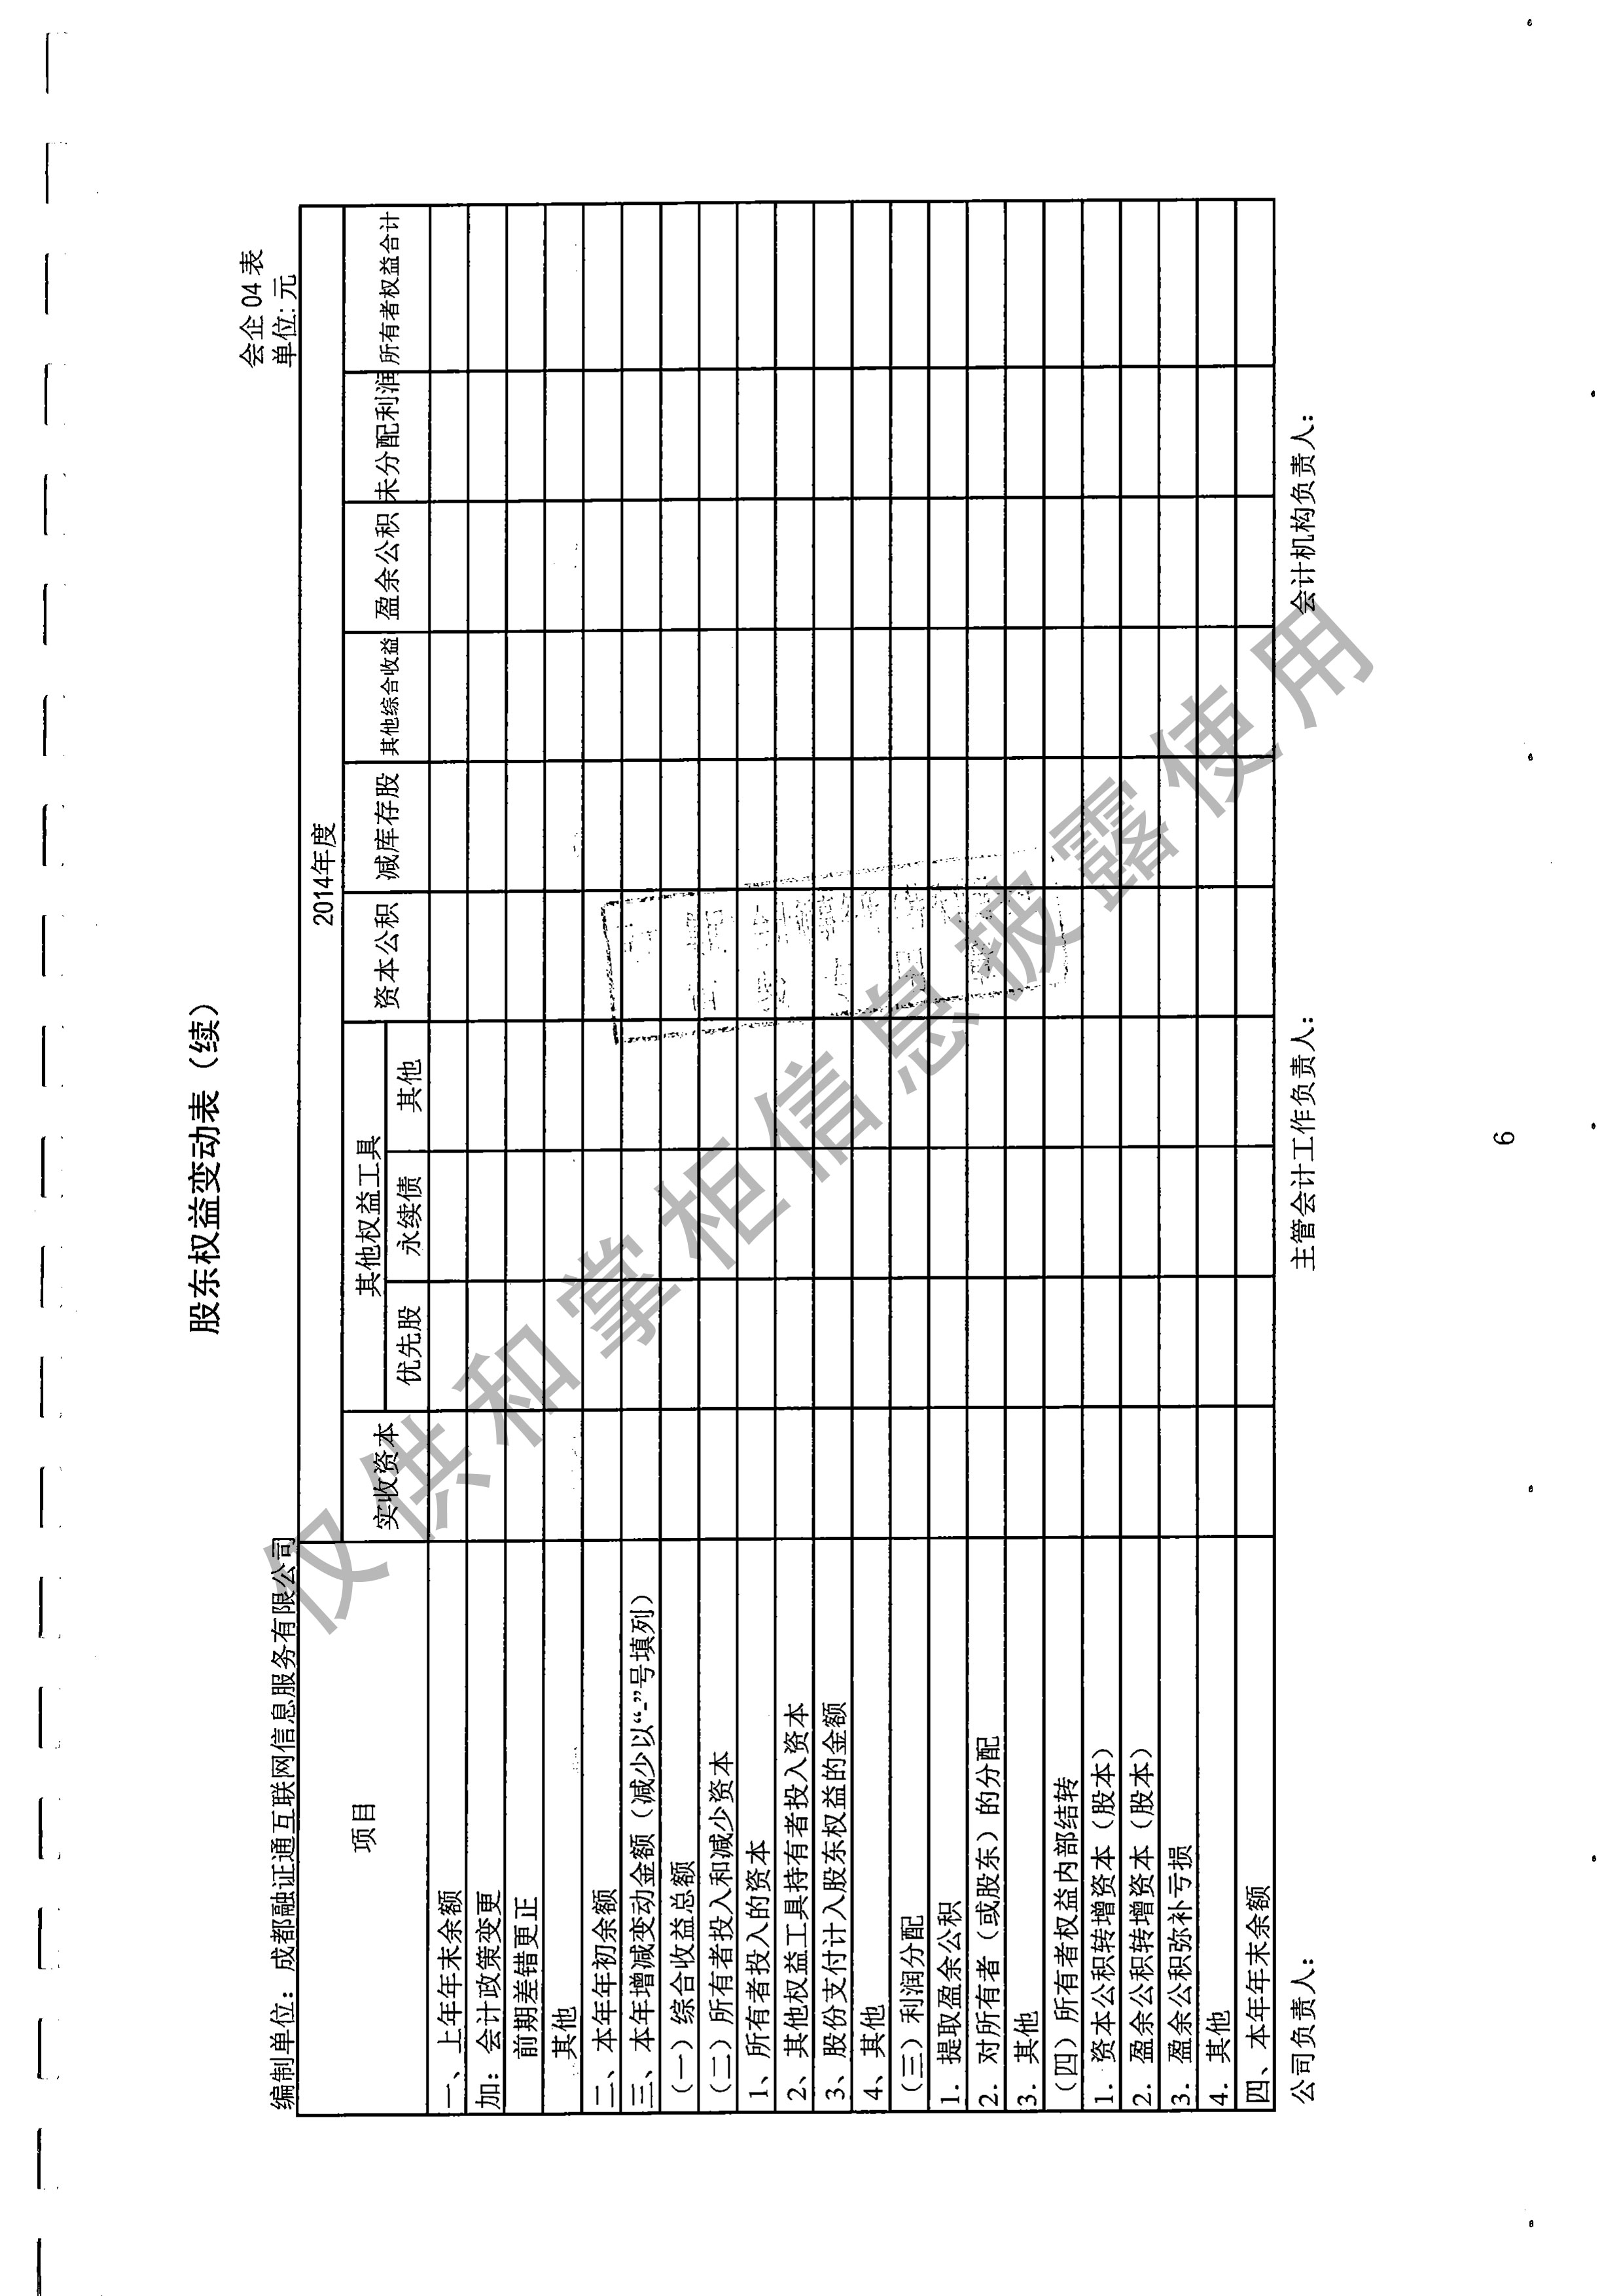 股东权益变动表（续）
会企 04 表
编制单位：成都融证通互联网信息服务有限公司
单位:元
项目
2014年度
实收资本
其他权益工具
资本公积
减库存股
其他综合收益
盈余公积
未分配利润
所有者权益合计
优先股
永续债
其他
一、上年年末余额
加：会计政策变更
前期差错更正
其他
二、本年年初余额
三、本年增减变动金额（减少以“-”号填列）
（一）综合收益总额
（二）所有者投入和减少资本
1、所有者投入的资本
2、其他权益工具持有者投入资本
3、股份支付计入股东权益的金额
4、其他
（三）利润分配
1. 提取盈余公积
2. 对所有者（或股东）的分配
3. 其他
（四）所有者权益内部结转
1. 资本公积转增资本（股本）
2. 盈余公积转增资本（股本）
3. 盈余公积弥补亏损
4. 其他
四、本年年末余额
公司负责人：
主管会计工作负责人：
会计机构负责人：
仅供和掌柜信息披露使用
6